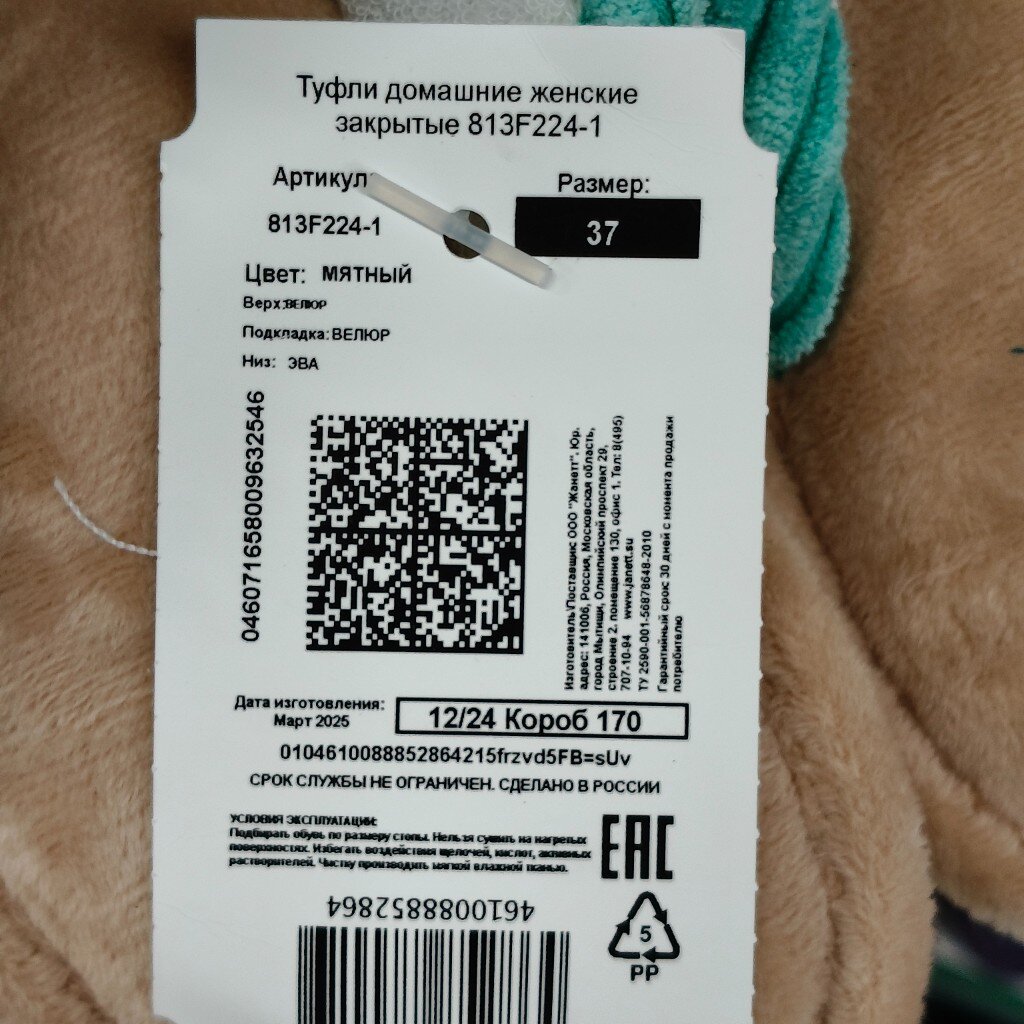 Туфли домашние женские
закрытые 813F224-1
Артикул:
813F224-1
Размер:
37
Цвет: МЯТНЫЙ
Верх:ВЕЛЮР
Подкладка:ВЕЛЮР
Низ: ЭВА
04607165800963254​6
Изготовитель\Поставщик: ООО "Жанетт". Юр.
адрес: 141006, Россия, Московская область,
город Мытищи, Олимпийский проспект 29,
строение 2, помещение 130, офис 1. Тел: 8(495)
707-10-94 www.janett.su
ТУ 2590-001-56878648-2010
Гарантийный срок: 30 дней с момента продажи
потребителю
Дата изготовления:
Март 2025
12/24 Короб 170
0104610088852864215frzvd5FB=sUv
СРОК СЛУЖБЫ НЕ ОГРАНИЧЕН. СДЕЛАНО В РОССИИ
УСЛОВИЯ ЭКСПЛУАТАЦИИ:
Подбирать обувь по размеру стопы. Нельзя сушить на нагретых
поверхностях. Избегать воздействия щелочей, кислот, активных
растворителей. Чистку производить мягкой влажной тканью.
EAC
4610088852864
5
PP